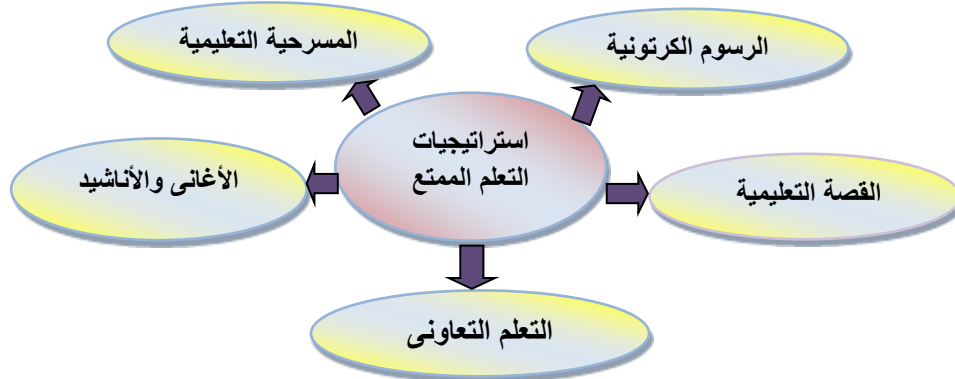 الرسوم الكرتونية
المسرحية التعليمية
استراتيجيات
التعلم الممتع
القصة التعليمية
الأغانى والأناشيد
التعلم التعاونى